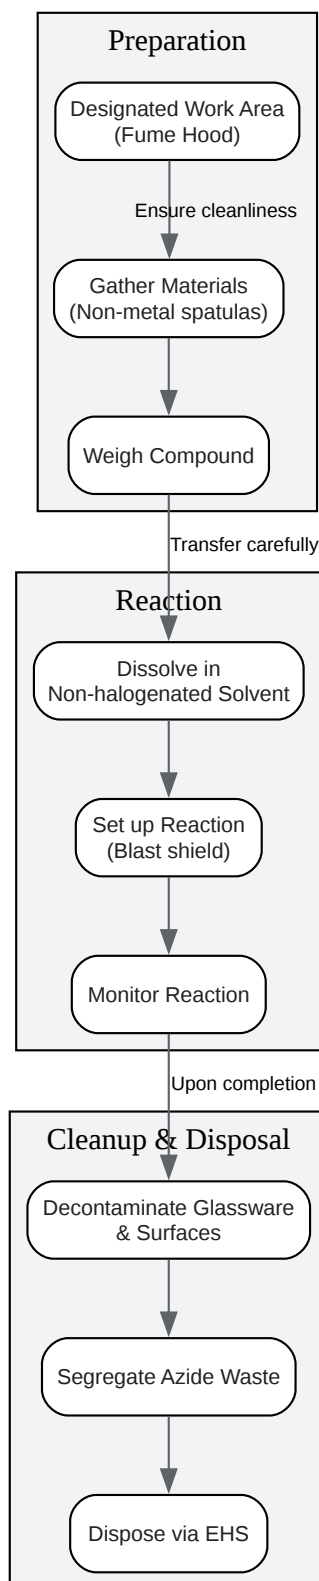 Preparation
Designated Work Area
(Fume Hood)
Ensure cleanliness
Gather Materials
(Non-metal spatulas)
Weigh Compound
Transfer carefully
Reaction
Dissolve in
Non-halogenated Solvent
Set up Reaction
(Blast shield)
Monitor Reaction
Upon completion
Cleanup & Disposal
Decontaminate Glassware
& Surfaces
Segregate Azide Waste
Dispose via EHS